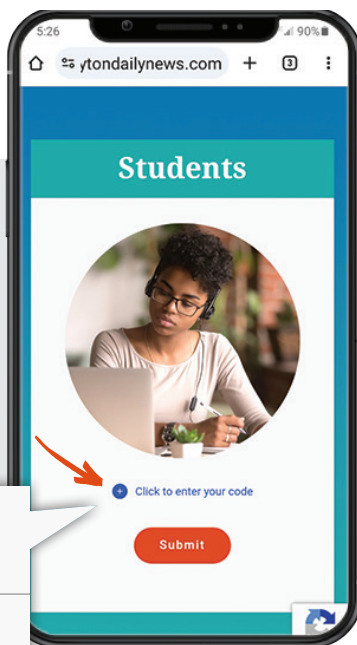 5:26 90%
ytondailynews.com + 3
Students
Click to enter your code
Submit